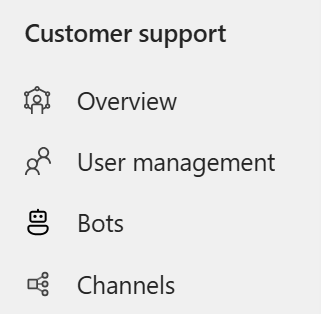 Customer support
Overview
User management
Bots
Channels